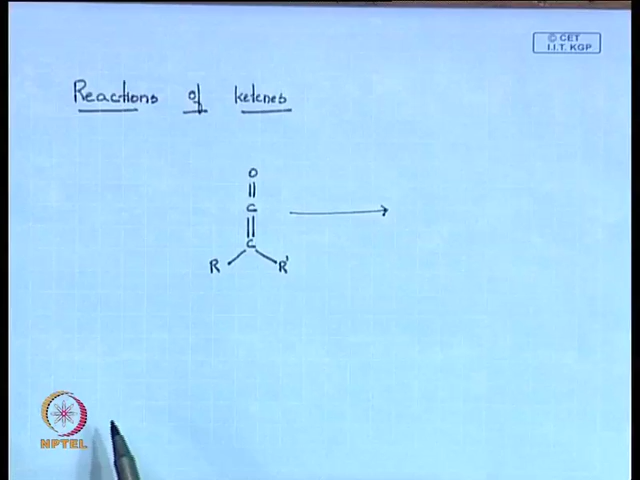 © CET
I.I.T. KGP
Reactions of ketenes
O
C
C
R R'
NPTEL